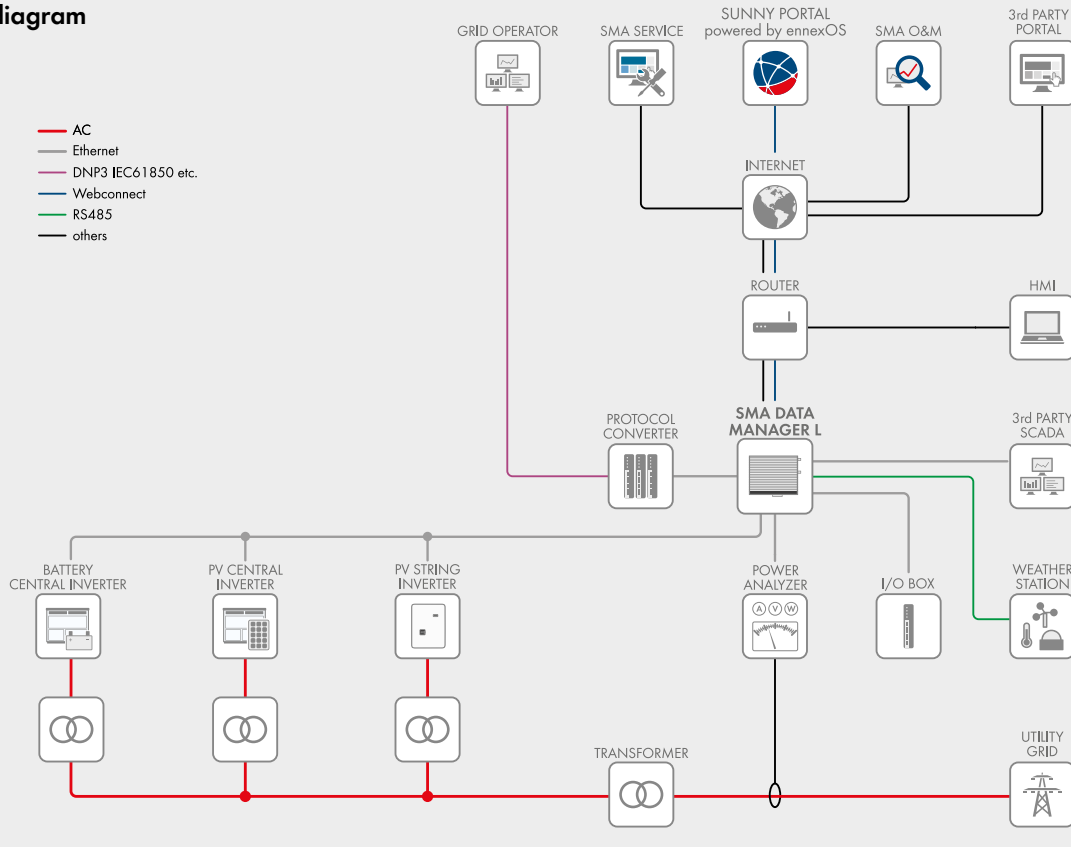 diagram
GRID OPERATOR
SMA SERVICE
SUNNY PORTAL
powered by ennexOS
SMA O&M
3rd PARTY
PORTAL
AC
Ethernet
DNP3 IEC61850 etc.
Webconnect
RS485
others
INTERNET
ROUTER
HMI
PROTOCOL
CONVERTER
SMA DATA
MANAGER L
3rd PARTY
SCADA
BATTERY
CENTRAL INVERTER
PV CENTRAL
INVERTER
PV STRING
INVERTER
POWER
ANALYZER
I/O BOX
WEATHER
STATION
A V W
TRANSFORMER
UTILITY
GRID